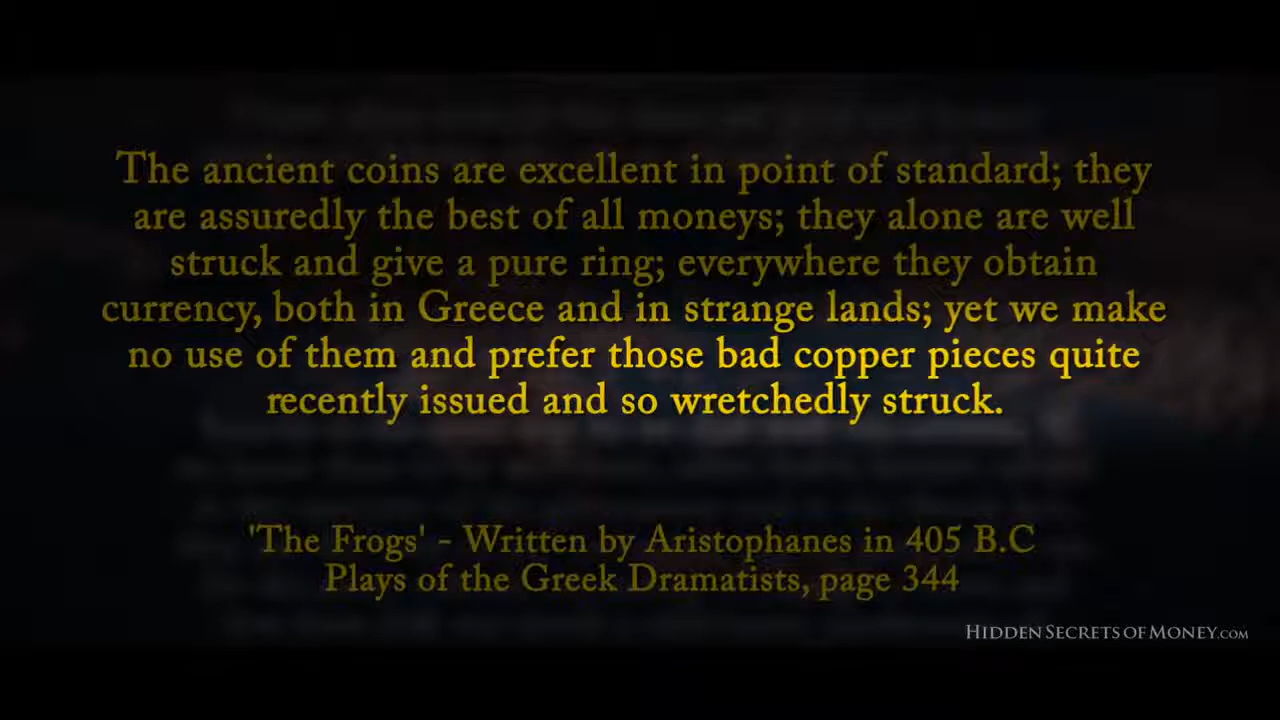 The ancient coins are excellent in point of standard; they
are assuredly the best of all moneys; they alone are well
struck and give a pure ring; everywhere they obtain
currency, both in Greece and in strange lands; yet we make
no use of them and prefer those bad copper pieces quite
recently issued and so wretchedly struck.
'The Frogs' - Written by Aristophanes in 405 B.C
Plays of the Greek Dramatists, page 344
HIDDEN SECRETS OF MONEY.COM